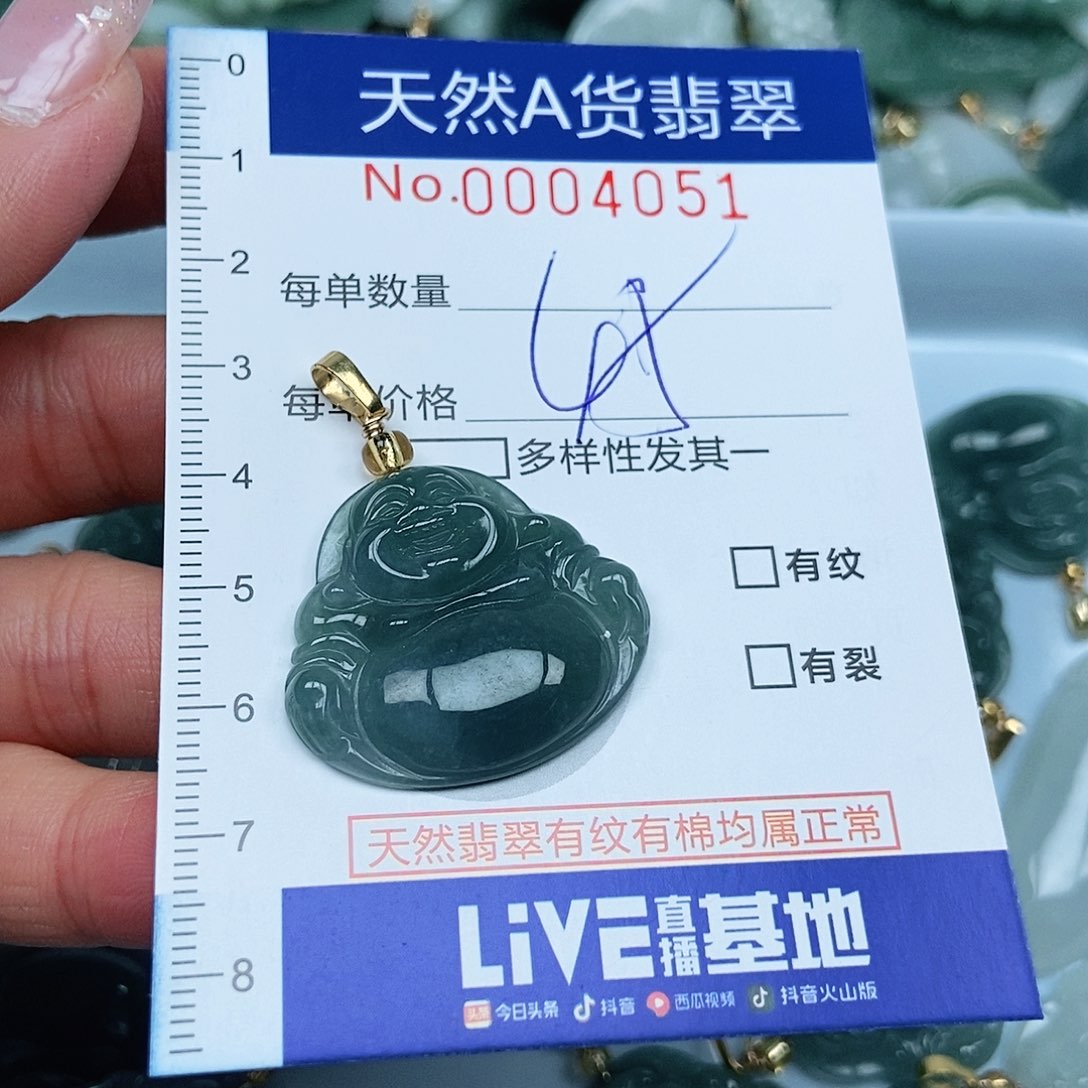 0
天然A货翡翠
1
No.0004051
2
每单数量
3
每单价格
4
多样性发其一
5
有纹
有裂
6
7
天然翡翠有纹有棉均属正常
LiVE直播基地
8
头条 今日头条 抖音 西瓜视频 抖音火山版